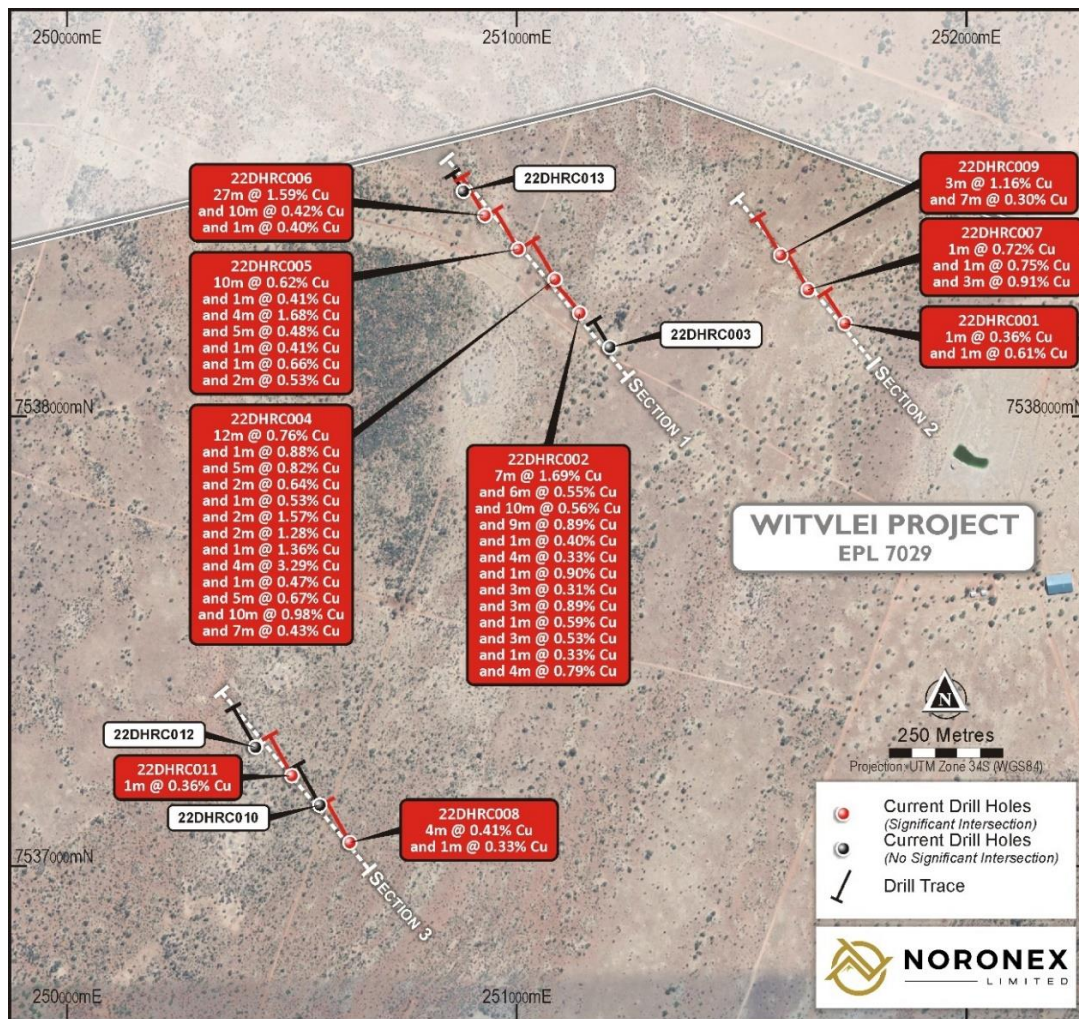 250000mE
251000mE
252000mE
22DHRC006
27m @ 1.59% Cu
and 10m @ 0.42% Cu
and 1m @ 0.40% Cu
22DHRC013
22DHRC009
3m @ 1.16% Cu
and 7m @ 0.30% Cu
22DHRC007
1m @ 0.72% Cu
and 1m @ 0.75% Cu
and 3m @ 0.91% Cu
22DHRC005
10m @ 0.62% Cu
and 1m @ 0.41% Cu
and 4m @ 1.68% Cu
and 5m @ 0.48% Cu
and 1m @ 0.41% Cu
and 1m @ 0.66% Cu
and 2m @ 0.53% Cu
22DHRC003
22DHRC001
1m @ 0.36% Cu
and 1m @ 0.61% Cu
SECTION 1
SECTION 2
7538000mN
7538000mN
22DHRC004
12m @ 0.76% Cu
and 1m @ 0.88% Cu
and 5m @ 0.82% Cu
and 2m @ 0.64% Cu
and 1m @ 0.53% Cu
and 2m @ 1.57% Cu
and 2m @ 1.28% Cu
and 1m @ 1.36% Cu
and 4m @ 3.29% Cu
and 1m @ 0.47% Cu
and 5m @ 0.67% Cu
and 10m @ 0.98% Cu
and 7m @ 0.43% Cu
22DHRC002
7m @ 1.69% Cu
and 6m @ 0.55% Cu
and 10m @ 0.56% Cu
and 9m @ 0.89% Cu
and 1m @ 0.40% Cu
and 4m @ 0.33% Cu
and 1m @ 0.90% Cu
and 3m @ 0.31% Cu
and 3m @ 0.89% Cu
and 1m @ 0.59% Cu
and 3m @ 0.53% Cu
and 1m @ 0.33% Cu
and 4m @ 0.79% Cu
WITVLEI PROJECT
EPL 7029
22DHRC012
22DHRC011
1m @ 0.36% Cu
22DHRC010
22DHRC008
4m @ 0.41% Cu
and 1m @ 0.33% Cu
SECTION 3
7537000mN
N
250 Metres
Projection: UTM Zone 34S (WGS84)
Current Drill Holes
(Significant Intersection)
Current Drill Holes
(No Significant Intersection)
Drill Trace
NORONEX
LIMITED
250000mE
251000mE